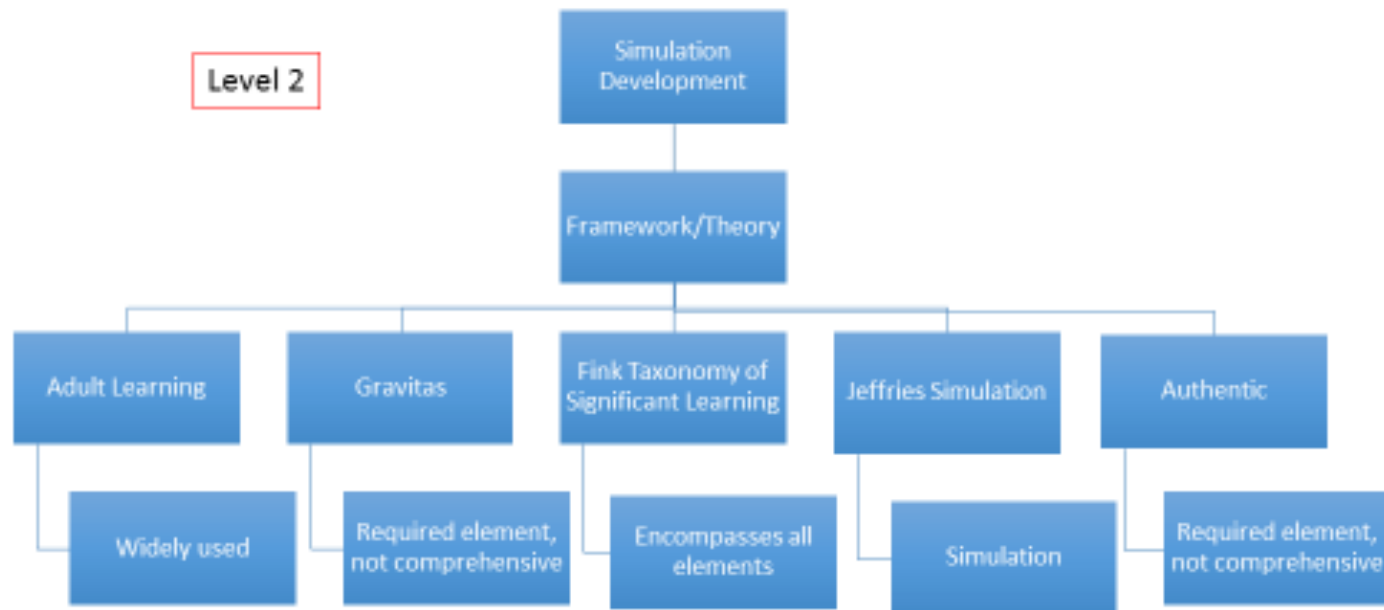 Simulation
Development
Level 2
Framework/Theory
Adult Learning
Gravitas
Fink Taxonomy of
Significant Learning
Jeffries Simulation
Authentic
Widely used
Required element,
not comprehensive
Encompasses all
elements
Simulation
Required element,
not comprehensive